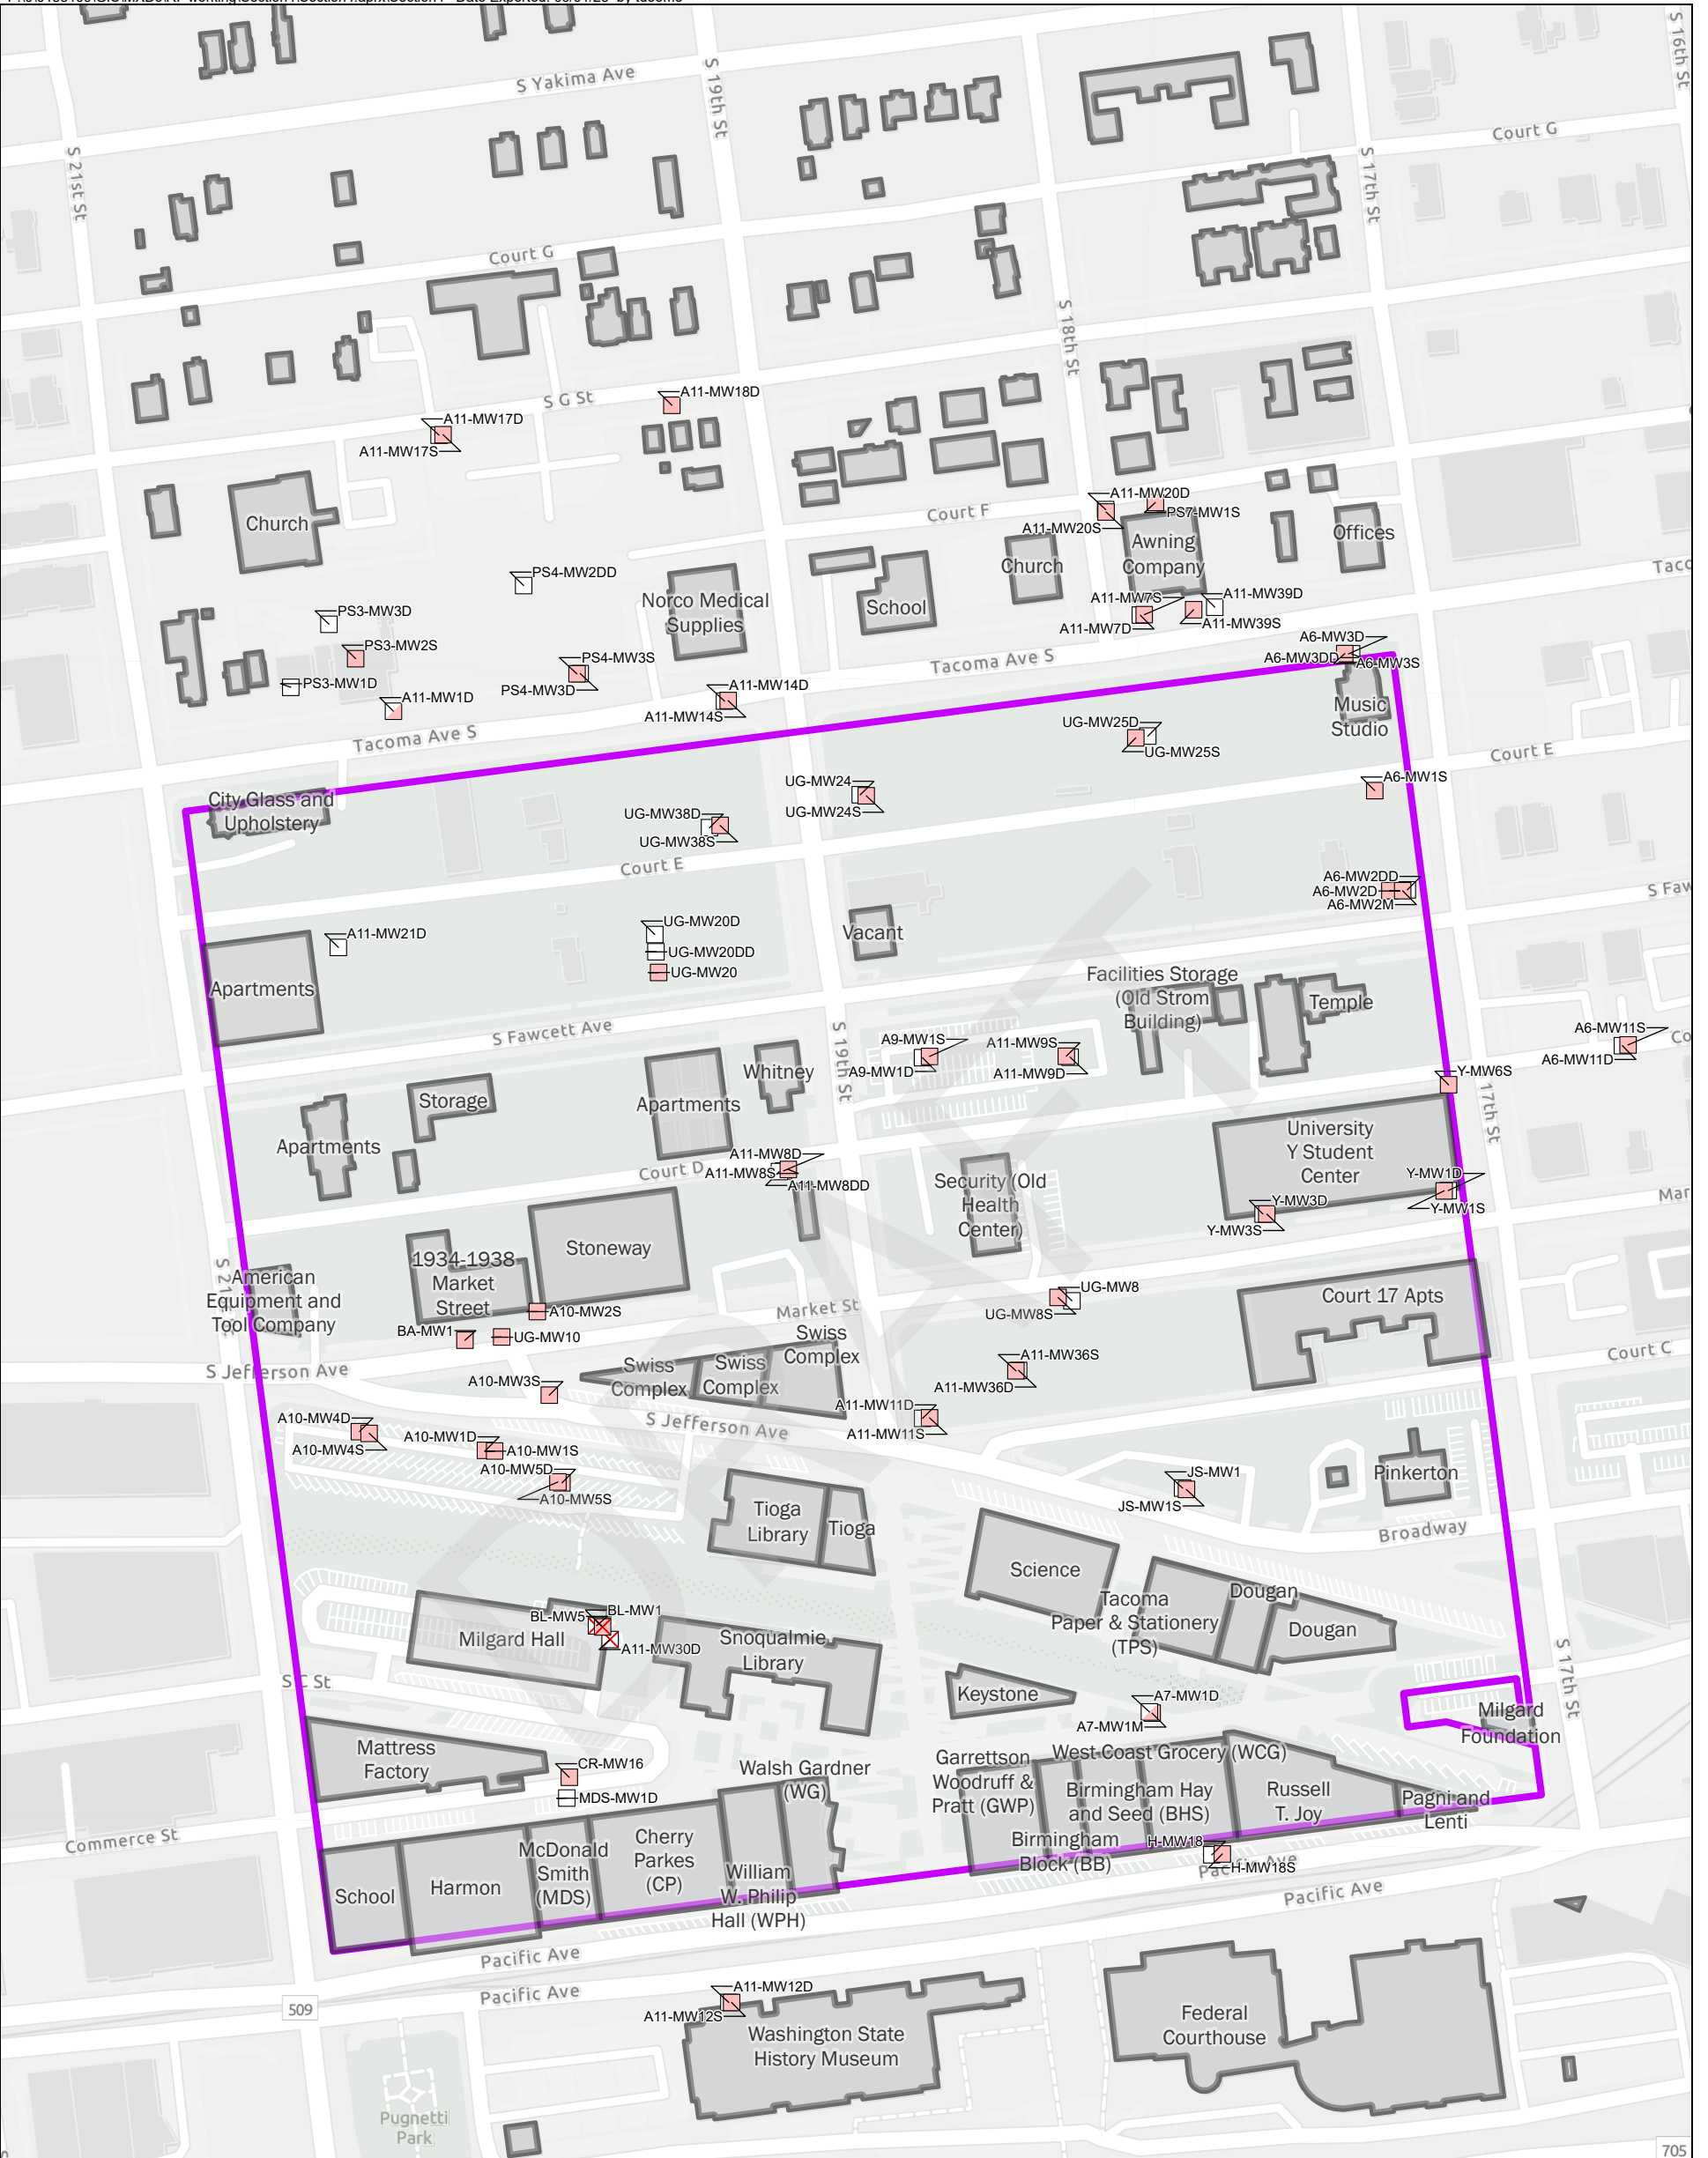 S Yakima Ave
S 19th St
S 16th St
S 21st St
Court G
S 17th St
Court G
S 18th St
S G St
A11-MW18D
A11-MW17D
A11-MW17S
Church
Court F
A11-MW20D
PS7-MW1S
A11-MW20S
Awning
Company
Offices
Church
School
PS4-MW2DD
Norco Medical
Supplies
PS3-MW3D
PS3-MW2S
PS3-MW1D
A11-MW1D
PS4-MW3S
PS4-MW3D
A11-MW7S
A11-MW7D
A11-MW39D
A11-MW39S
Tacoma Ave S
A6-MW3D
A6-MW3DD
A6-MW3S
Music
Studio
A11-MW14D
A11-MW14S
Tacoma Ave S
UG-MW25D
UG-MW25S
Court E
UG-MW24
UG-MW24S
A6-MW1S
City Glass and
Upholstery
UG-MW38D
UG-MW38S
Court E
A6-MW2DD
A6-MW2D
A6-MW2M
A11-MW21D
UG-MW20D
UG-MW20DD
UG-MW20
Vacant
Apartments
Facilities Storage
(Old Strom
Building)
Temple
S Fawcett Ave
S 19th St
A9-MW1S
A9-MW1D
A11-MW9S
A11-MW9D
A6-MW11S
A6-MW11D
Whitney
Y-MW6S
17th St
Storage
Apartments
Apartments
University
Y Student
Center
A11-MW8D
A11-MW8S
A11-MW8DD
Court D
Security (Old
Health
Center)
Y-MW1D
Y-MW1S
Y-MW3D
Y-MW3S
Stoneway
1934-1938
Market
Street
American
Equipment and
Tool Company
A10-MW2S
Market St
UG-MW8
UG-MW8S
Court 17 Apts
BA-MW1
UG-MW10
Swiss
Complex
Swiss
Complex
Swiss
Complex
S Jefferson Ave
Court C
A10-MW3S
A11-MW36S
A11-MW36D
A11-MW11D
A11-MW11S
S Jefferson Ave
A10-MW4D
A10-MW4S
A10-MW1D
A10-MW1S
A10-MW5D
A10-MW5S
JS-MW1
JS-MW1S
Pinkerton
Tioga
Library
Tioga
Broadway
Science
Tacoma
Paper & Stationery
(TPS)
Dougan
Dougan
BL-MW5
BL-MW1
A11-MW30D
Milgard Hall
Snoqualmie
Library
S C St
S 17th St
Keystone
A7-MW1D
A7-MW1M
Milgard
Foundation
Mattress
Factory
CR-MW16
MDS-MW1D
Walsh Gardner
(WG)
Garrettson
Woodruff &
Pratt (GWP)
West Coast Grocery (WCG)
Birmingham Hay
and Seed (BHS)
Russell
T. Joy
Pagni and
Lenti
Birmingham
Block (BB)
H-MW18
H-MW18S
Commerce St
School
Harmon
McDonald
Smith
(MDS)
Cherry
Parkes
(CP)
William
W. Philip
Hall (WPH)
Pacific Ave
Pacific Ave
Pacific Ave
Pacific Ave
509
A11-MW12D
A11-MW12S
Washington State
History Museum
Federal
Courthouse
Pugnetti
Park
705
DRAFT